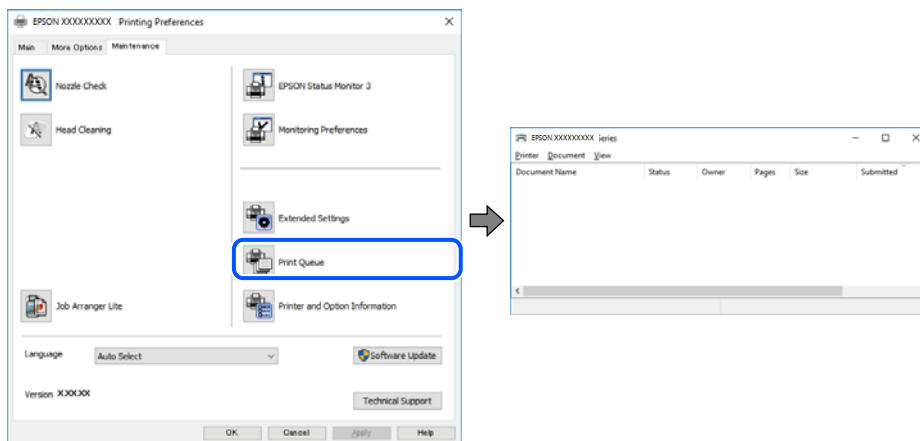 EPSON XXXXXXXXX Printing Preferences
Main More Options Maintenance
Nozzle Check
EPSON Status Monitor 3
Head Cleaning
Monitoring Preferences
Extended Settings
Print Queue
Job Arranger Lite
Printer and Option Information
Language Auto Select
Software Update
Version X.XX.XX
Technical Support
OK Cancel Apply Help
EPSON XXXXXXXXX ieries
Printer Document View
Document Name Status Owner Pages Size Submitted